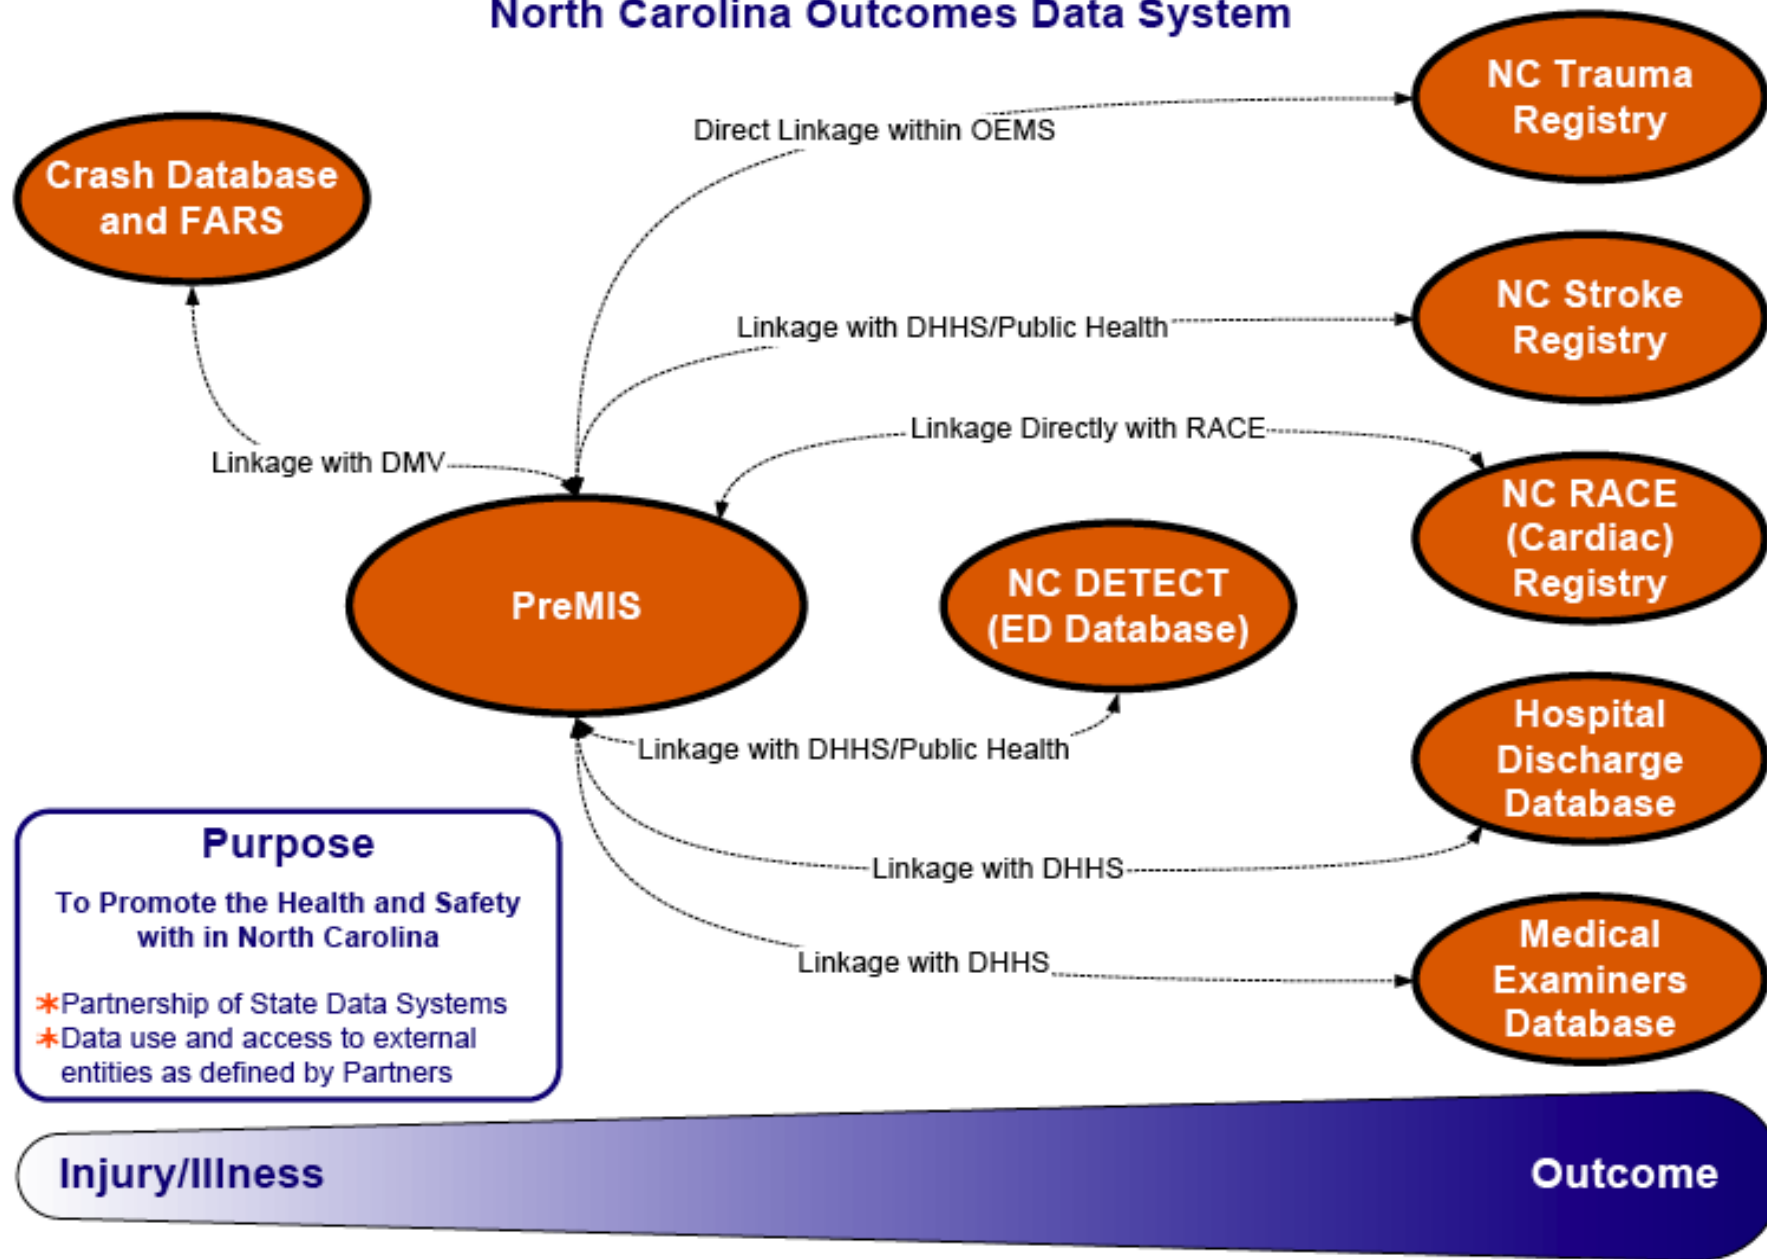 North Carolina Outcomes Data System
NC Trauma
Registry
Direct Linkage within OEMS
Crash Database
and FARS
NC Stroke
Registry
Linkage with DHHS/Public Health
Linkage Directly with RACE
Linkage with DMV
NC RACE
(Cardiac)
Registry
PreMIS
NC DETECT
(ED Database)
Linkage with DHHS/Public Health
Hospital
Discharge
Database
Linkage with DHHS
Medical
Examiners
Database
Linkage with DHHS
Purpose
To Promote the Health and Safety
with in North Carolina
*Partnership of State Data Systems
*Data use and access to external
entities as defined by Partners
Injury/Illness
Outcome